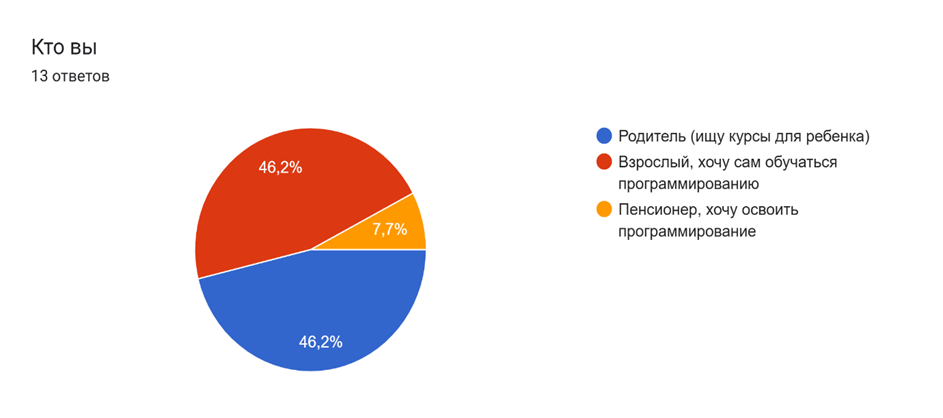 Кто вы
13 ответов
46,2%
7,7%
46,2%
Родитель (ищу курсы для ребенка)
Взрослый, хочу сам обучаться
программированию
Пенсионер, хочу освоить
программирование